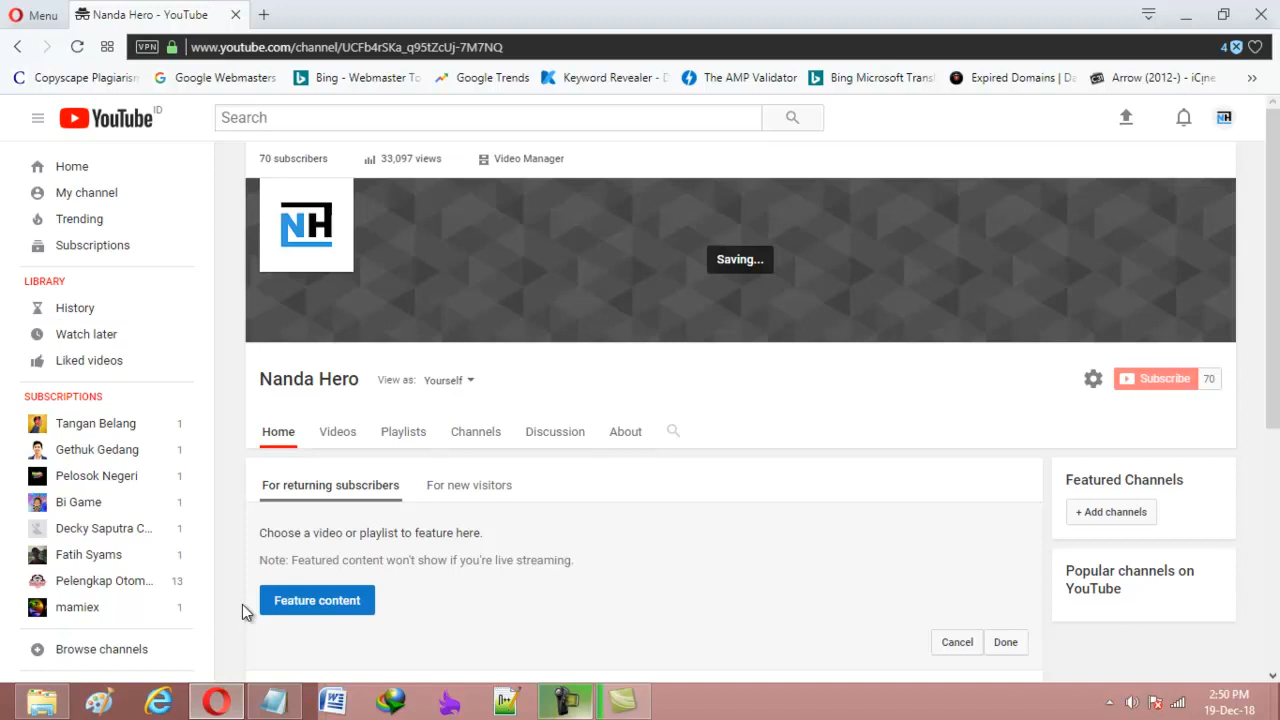 Menu
Nanda Hero - YouTube
VPN
www.youtube.com/channel/UCFb4rSKa_q95tZcUj-7M7NQ
4
Copyscape Plagiaris
Google Webmasters
Bing - Webmaster To
Google Trends
Keyword Revealer - D
The AMP Validator
Bing Microsoft Trans
Expired Domains | Da
Arrow (2012-) - iCine
YouTube ID
Search
NH
Home
My channel
Trending
Subscriptions
LIBRARY
History
Watch later
Liked videos
SUBSCRIPTIONS
Tangan Belang 1
Gethuk Gedang 1
Pelosok Negeri 1
Bi Game 1
Decky Saputra C... 1
Fatih Syams 1
Pelengkap Otom... 13
mamiex 1
Browse channels
70 subscribers
33,097 views
Video Manager
NH
Saving...
Nanda Hero
View as: Yourself
Subscribe 70
Home
Videos
Playlists
Channels
Discussion
About
For returning subscribers
For new visitors
Choose a video or playlist to feature here.
Note: Featured content won't show if you're live streaming.
Feature content
Cancel
Done
Featured Channels
+ Add channels
Popular channels on
YouTube
2:50 PM
19-Dec-18